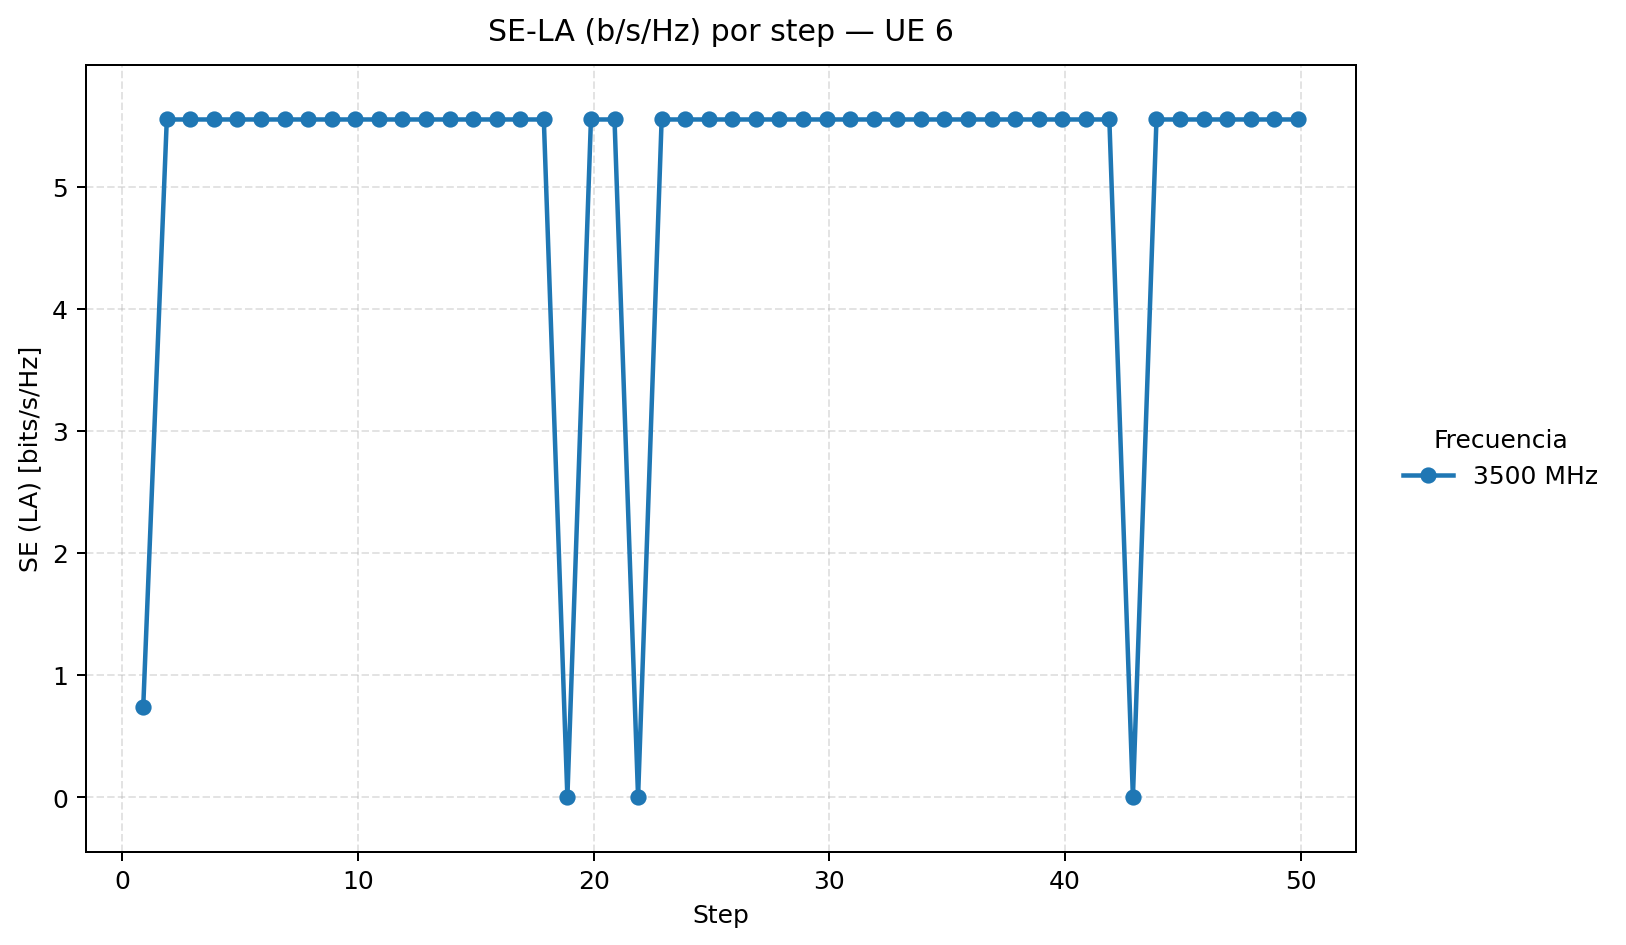 SE-LA (b/s/Hz) por step — UE 6
SE (LA) [bits/s/Hz]
5
4
3
2
1
0
0 10 20 30 40 50
Step
Frecuencia
3500 MHz